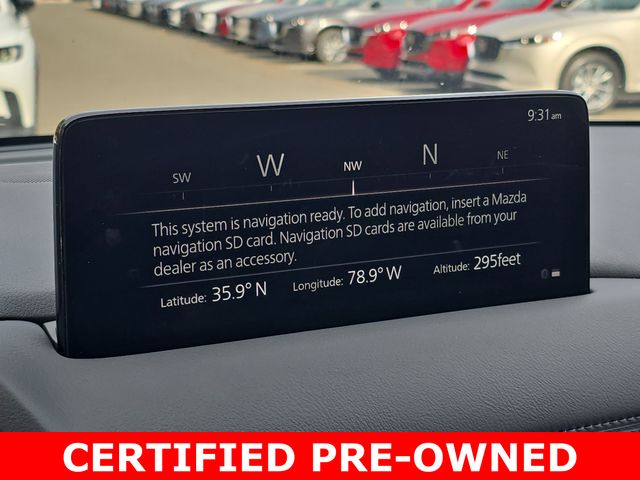 9:31am
SW W NW N NE
This system is navigation ready. To add navigation, insert a Mazda
navigation SD card. Navigation SD cards are available from your
dealer as an accessory.
Latitude: 35.9° N Longitude: 78.9° W Altitude: 295feet
CERTIFIED PRE-OWNED